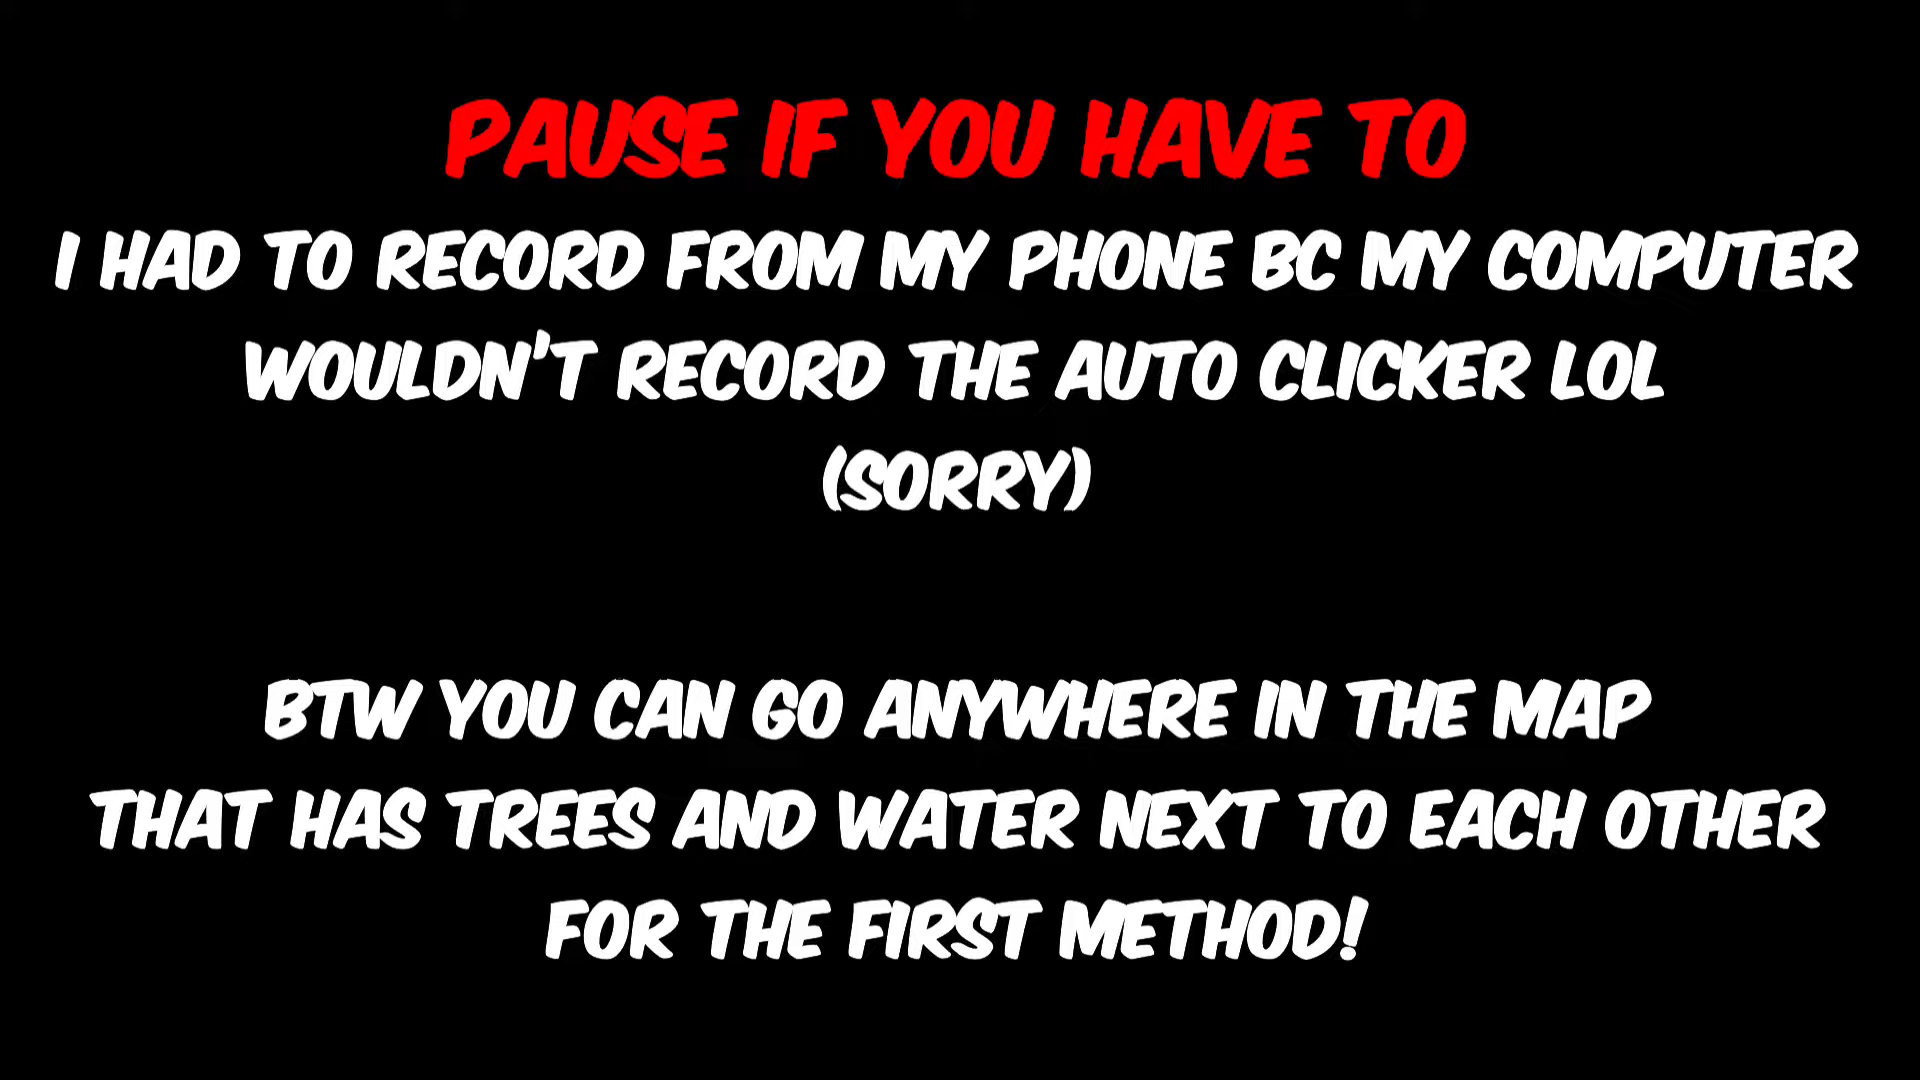 PAUSE IF YOU HAVE TO
I HAD TO RECORD FROM MY PHONE BC MY COMPUTER
WOULDN'T RECORD THE AUTO CLICKER LOL
(SORRY)
BTW YOU CAN GO ANYWHERE IN THE MAP
THAT HAS TREES AND WATER NEXT TO EACH OTHER
FOR THE FIRST METHOD!